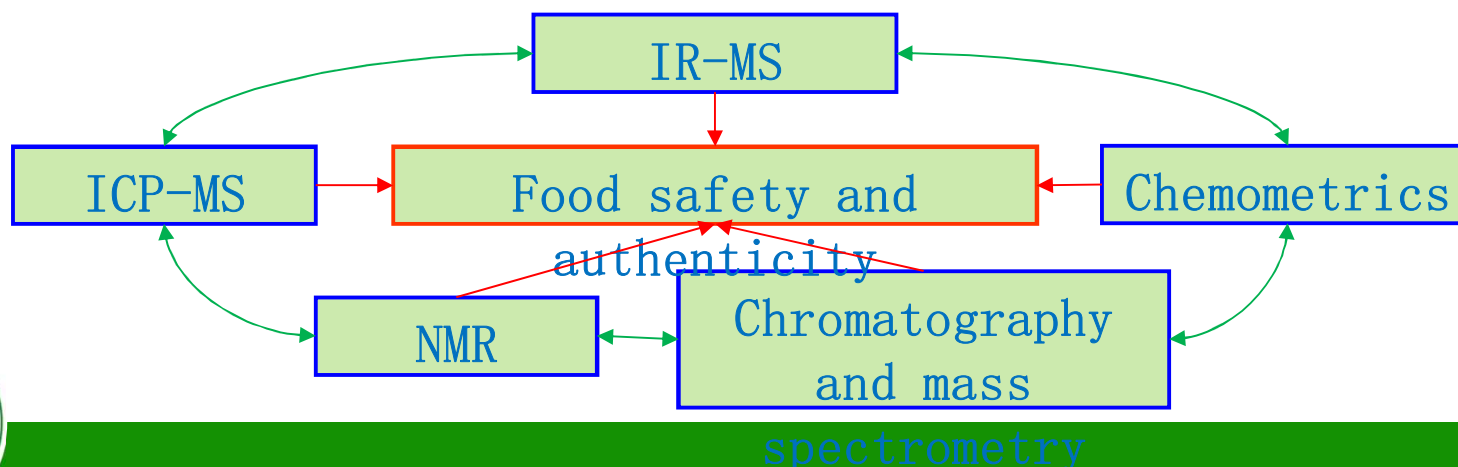 IR-MS
ICP-MS
Food safety and
authenticity
Chemometrics
NMR
Chromatography
and mass
spectrometry